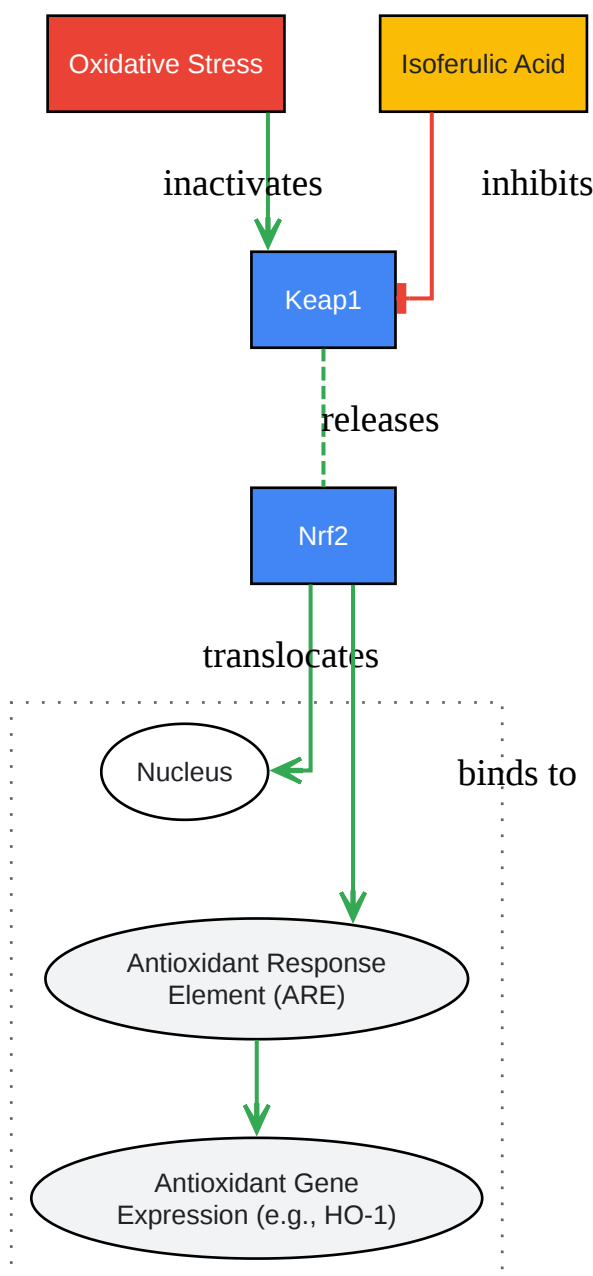 Oxidative Stress
Isoferulic Acid
inactivates
inhibits
Keap1
releases
Nrf2
translocates
Nucleus
binds to
Antioxidant Response
Element (ARE)
Antioxidant Gene
Expression (e.g., HO-1)